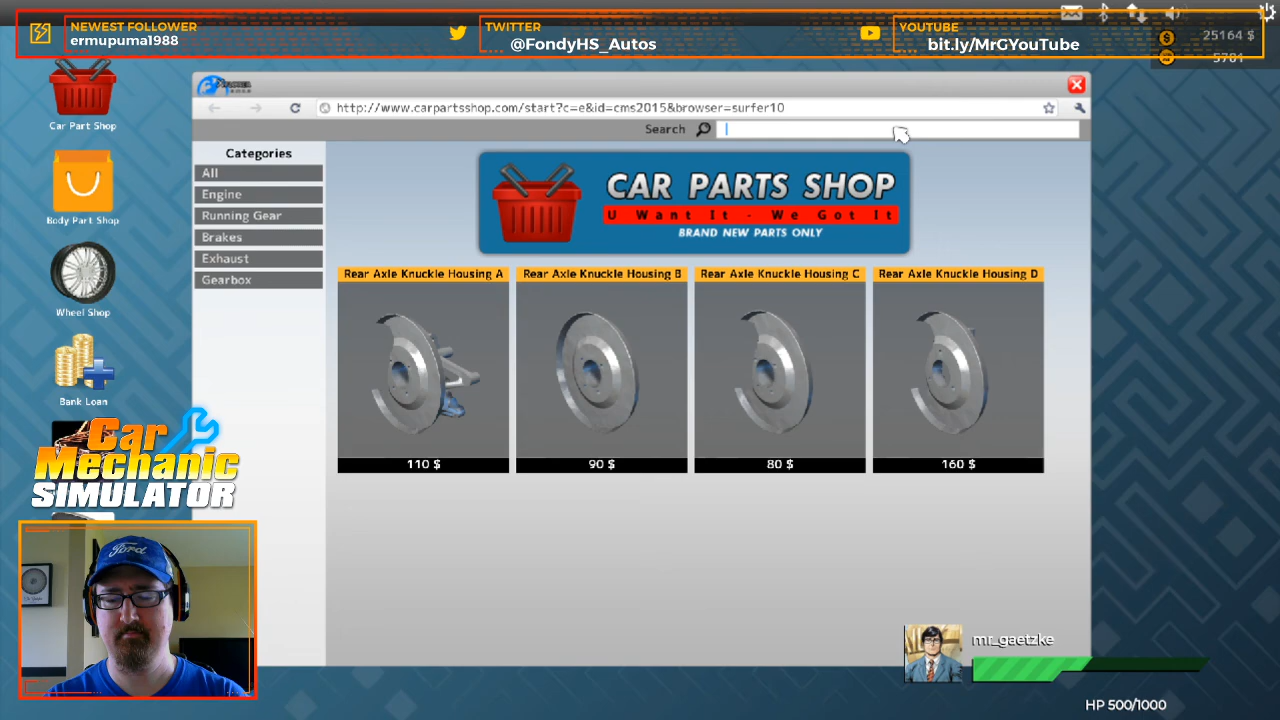 NEWEST FOLLOWER
ermupuma1988
TWITTER
@FondyHS_Autos
YOUTUBE
bit.ly/MrGYouTube
25164 $
5781
Car Part Shop
Body Part Shop
Wheel Shop
Bank Loan
http://www.carpartsshop.com/start?c=e&id=cms2015&browser=surfer10
Search
Categories
All
Engine
Running Gear
Brakes
Exhaust
Gearbox
CAR PARTS SHOP
U Want It - We Got It
BRAND NEW PARTS ONLY
Rear Axle Knuckle Housing A
Rear Axle Knuckle Housing B
Rear Axle Knuckle Housing C
Rear Axle Knuckle Housing D
110 $
90 $
80 $
160 $
Car
Mechanic
SIMULATOR
Ford
mr_gaetzke
HP 500/1000